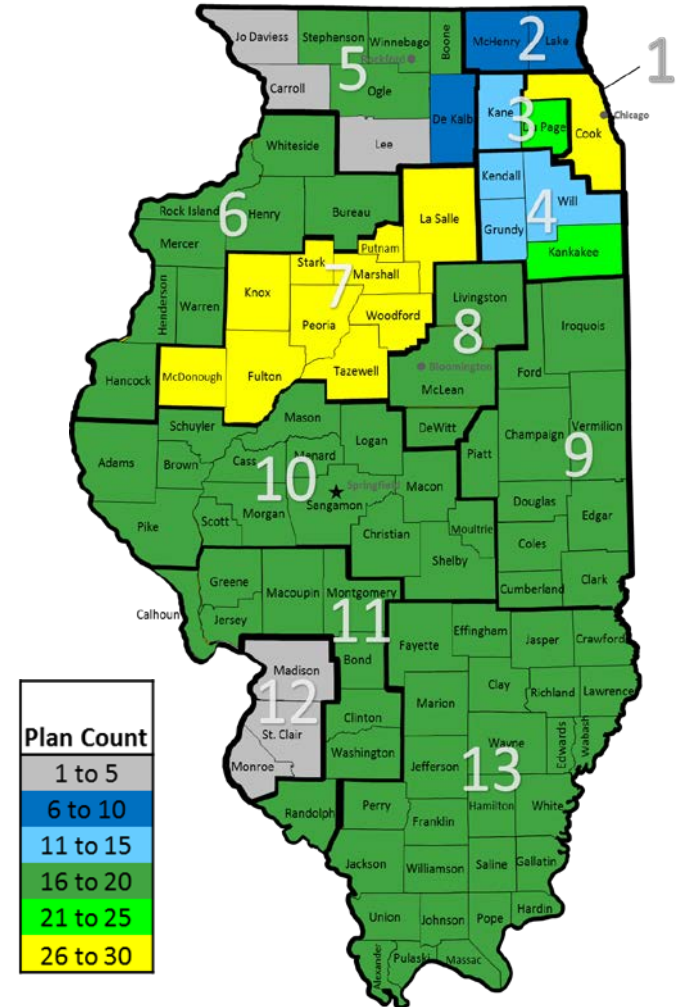 Jo Daviess
Stephenson
Winnebago
Boone
McHenry
Lake
2
1
5
Rockford
Carroll
Ogle
De Kalb
Kane
3
Du Page
Cook
Chicago
Lee
Whiteside
Kendall
Will
4
Rock Island
6
Henry
Bureau
La Salle
Grundy
Kankakee
Mercer
Putnam
Stark
7
Marshall
Henderson
Warren
Knox
Peoria
Woodford
Livingston
8
Iroquois
Hancock
McDonough
Fulton
Tazewell
Bloomington
McLean
Ford
Schuyler
Mason
Logan
DeWitt
Champaign
Vermilion
Adams
Brown
Cass
Menard
Piatt
9
10
Springfield
Macon
Sengamon
Pike
Scott
Morgan
Christian
Moultrie
Douglas
Edgar
Coles
Shelby
Cumberland
Clark
Greene
Macoupin
Montgomery
Calhoun
Jersey
11
Fayette
Effingham
Jasper
Crawford
Bond
Madison
12
Clay
Richland
Lawrence
Marion
Clinton
St. Clair
Washington
Wayne
Edwards
Wabash
Monroe
Jefferson
13
Randolph
Perry
Hamilton
White
Franklin
Jackson
Williamson
Saline
Gallatin
Union
Johnson
Pope
Hardin
Alexander
Pulaski
Massac
Plan Count
1 to 5
6 to 10
11 to 15
16 to 20
21 to 25
26 to 30